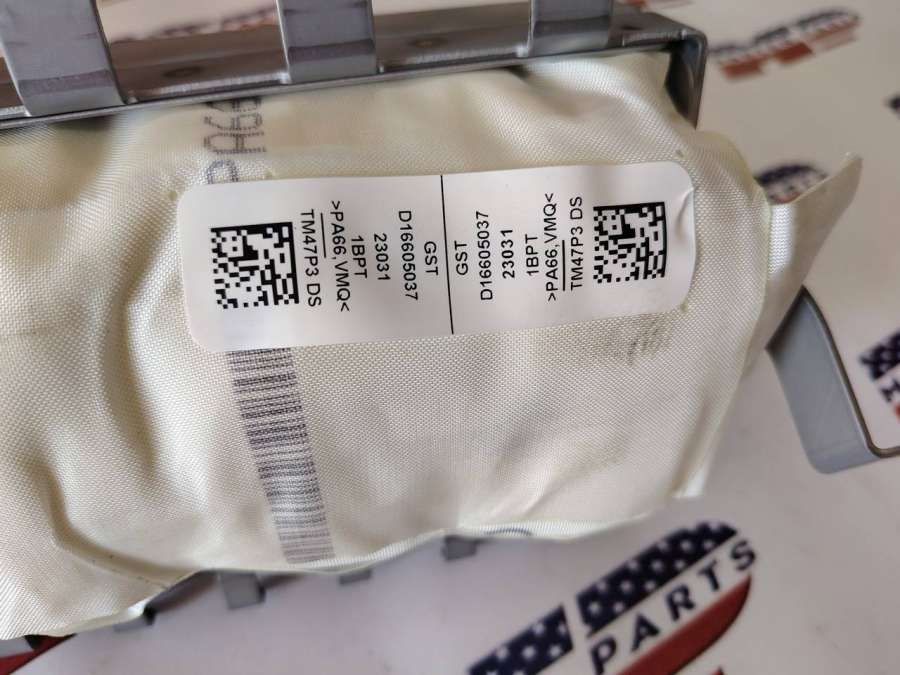 GST
D16605037
23031
1BPT
>PA66,VMQ<
TM47P3 DS
GST
D16605037
23031
1BPT
>PA66,VMQ<
TM47P3 DS
PARTS